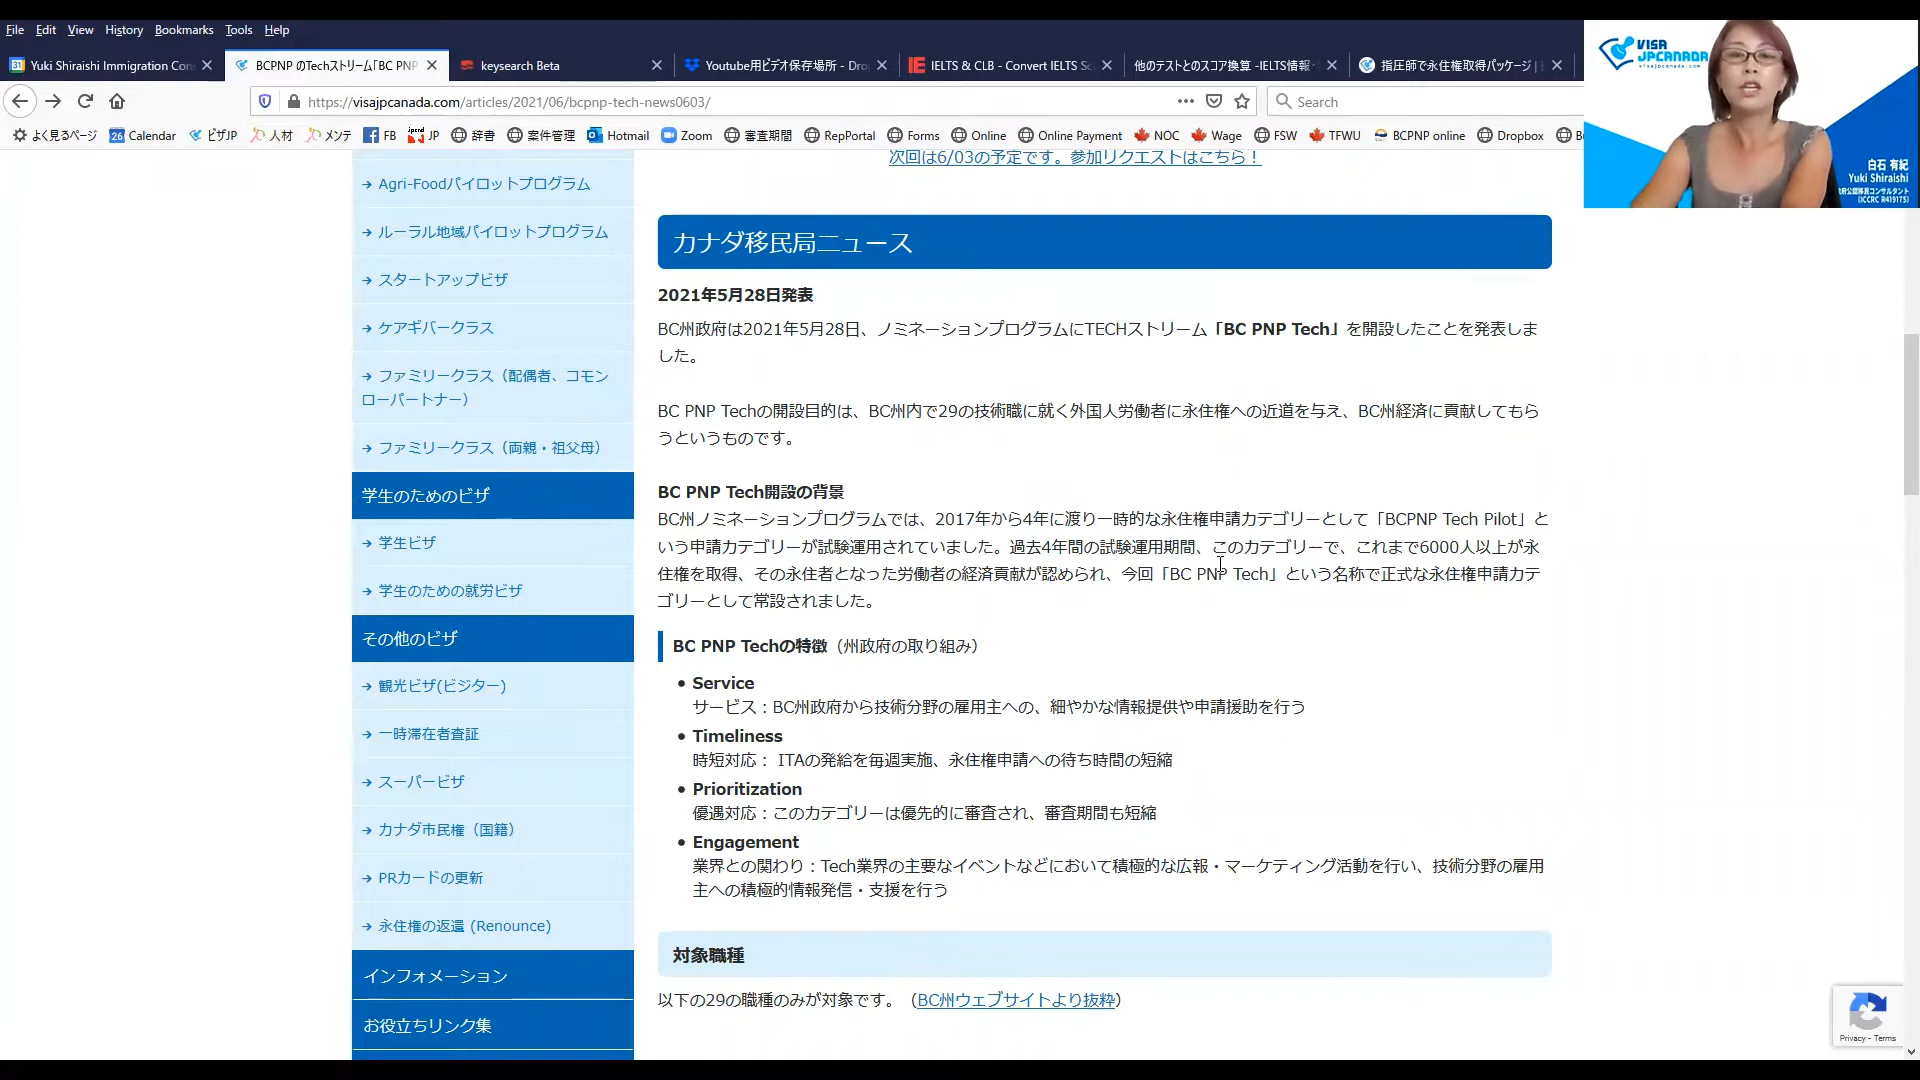 File Edit View History Bookmarks Tools Help
Yuki Shiraishi Immigration Con
BCPNP のTechストリーム「BC PNP
keysearch Beta
Youtube用ビデオ保存場所 - Dro
IELTS & CLB - Convert IELTS Sc
他のテストとのスコア換算 -IELTS情報-
指圧師で永住権取得パッケージ |
https://visajpcanada.com/articles/2021/06/bcpnp-tech-news0603/
Search
よく見るページ Calendar ビザJP 人材 メンテ FB JP 辞書 案件管理 Hotmail Zoom 審査期間 RepPortal Forms Online Online Payment NOC Wage FSW TFWU BCPNP online Dropbox
VISA
JPCANADA
visajpcanada.com
白石 有紀
Yuki Shiraishi
府公認移民コンサルタント
(ICCRC R419175)
次回は6/03の予定です。参加リクエストはこちら！
→ Agri-Foodパイロットプログラム
→ ルーラル地域パイロットプログラム
→ スタートアップビザ
→ ケアギバークラス
→ ファミリークラス（配偶者、コモン
ローパートナー）
→ ファミリークラス（両親・祖父母）
学生のためのビザ
→ 学生ビザ
→ 学生のための就労ビザ
その他のビザ
→ 観光ビザ(ビジター)
→ 一時滞在者査証
→ スーパービザ
→ カナダ市民権（国籍）
→ PRカードの更新
→ 永住権の返還 (Renounce)
インフォメーション
お役立ちリンク集
カナダ移民局ニュース
2021年5月28日発表
BC州政府は2021年5月28日、ノミネーションプログラムにTECHストリーム「BC PNP Tech」を開設したことを発表しま
した。
BC PNP Techの開設目的は、BC州内で29の技術職に就く外国人労働者に永住権への近道を与え、BC州経済に貢献してもら
うというものです。
BC PNP Tech開設の背景
BC州ノミネーションプログラムでは、2017年から4年に渡り一時的な永住権申請カテゴリーとして「BCPNP Tech Pilot」と
いう申請カテゴリーが試験運用されていました。過去4年間の試験運用期間、このカテゴリーで、これまで6000人以上が永
住権を取得、その永住者となった労働者の経済貢献が認められ、今回「BC PNP Tech」という名称で正式な永住権申請カテ
ゴリーとして常設されました。
BC PNP Techの特徴（州政府の取り組み）
• Service
サービス：BC州政府から技術分野の雇用主への、細やかな情報提供や申請援助を行う
• Timeliness
時短対応： ITAの発給を毎週実施、永住権申請への待ち時間の短縮
• Prioritization
優遇対応：このカテゴリーは優先的に審査され、審査期間も短縮
• Engagement
業界との関わり：Tech業界の主要なイベントなどにおいて積極的な広報・マーケティング活動を行い、技術分野の雇用
主への積極的情報発信・支援を行う
対象職種
以下の29の職種のみが対象です。（BC州ウェブサイトより抜粋）
Privacy - Terms